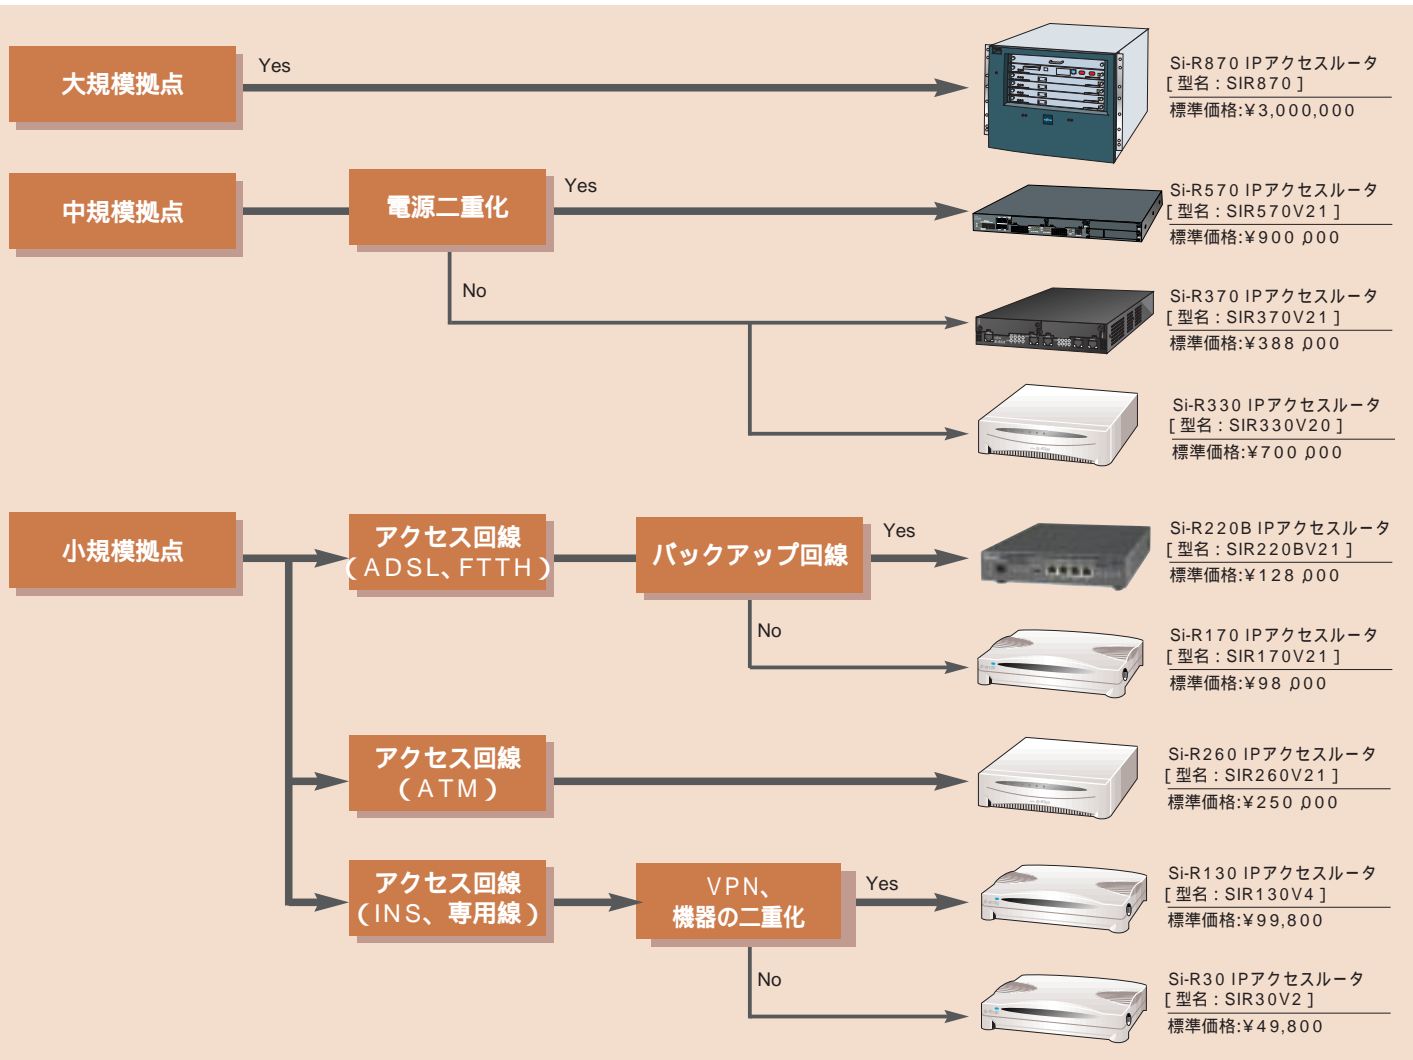 大規模拠点
Yes
Si-R870 IPアクセスルータ
[ 型名：SIR870 ]
標準価格:¥3,000,000
中規模拠点
電源二重化
Yes
Si-R570 IPアクセスルータ
[ 型名：SIR570V21 ]
標準価格:¥900,000
No
Si-R370 IPアクセスルータ
[ 型名：SIR370V21 ]
標準価格:¥388,000
Si-R330 IPアクセスルータ
[ 型名：SIR330V20 ]
標準価格:¥700,000
小規模拠点
アクセス回線
（ADSL、FTTH）
バックアップ回線
Yes
Si-R220B IPアクセスルータ
[ 型名：SIR220BV21 ]
標準価格:¥128,000
No
Si-R170 IPアクセスルータ
[ 型名：SIR170V21 ]
標準価格:¥98,000
アクセス回線
（ATM）
Si-R260 IPアクセスルータ
[ 型名：SIR260V21 ]
標準価格:¥250,000
アクセス回線
（INS、専用線）
VPN、
機器の二重化
Yes
Si-R130 IPアクセスルータ
[ 型名：SIR130V4 ]
標準価格:¥99,800
No
Si-R30 IPアクセスルータ
[ 型名：SIR30V2 ]
標準価格:¥49,800